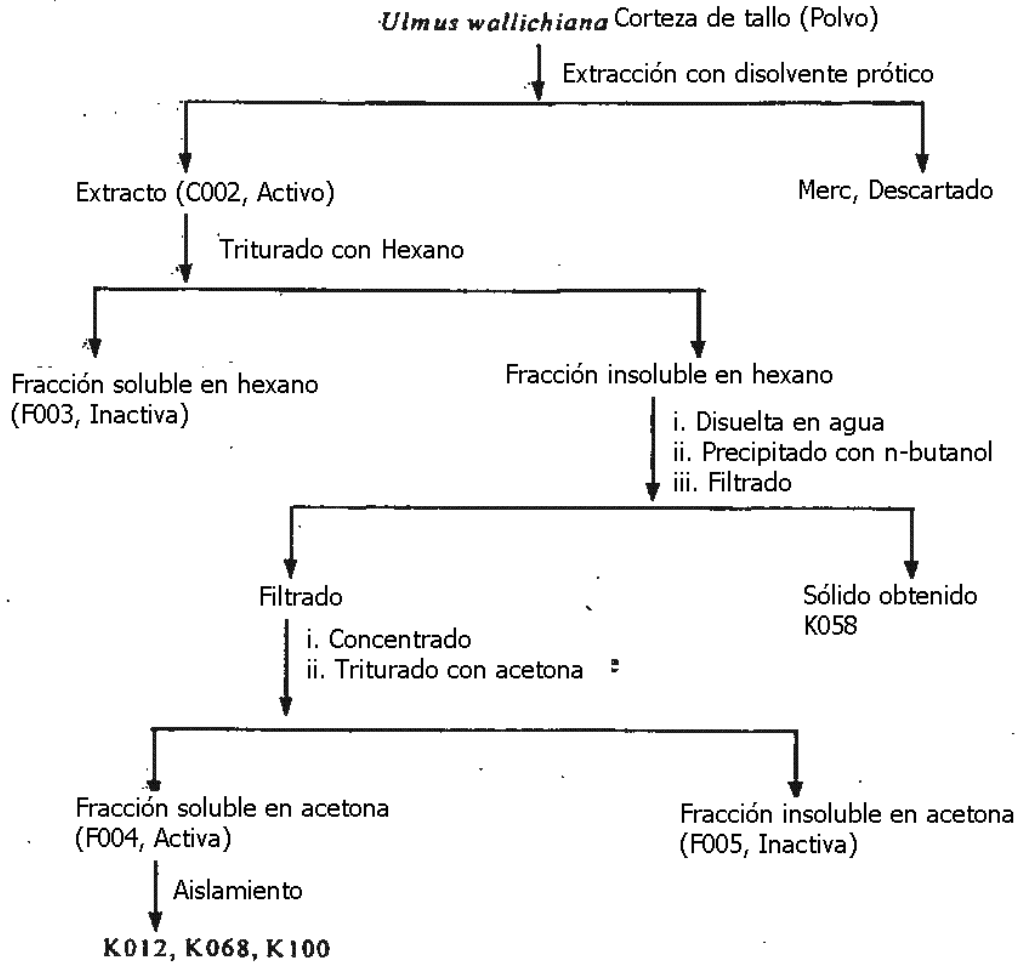 Ulmus wallichiana Corteza de tallo (Polvo)
Extracción con disolvente prótico
Extracto (C002, Activo)
Merc, Descartado
Triturado con Hexano
Fracción soluble en hexano
(F003, Inactiva)
Fracción insoluble en hexano
i. Disuelta en agua
ii. Precipitado con n-butanol
iii. Filtrado
Filtrado
Sólido obtenido
K058
i. Concentrado
ii. Triturado con acetona
Fracción soluble en acetona
(F004, Activa)
Fracción insoluble en acetona
(F005, Inactiva)
Aislamiento
K012, K068, K100